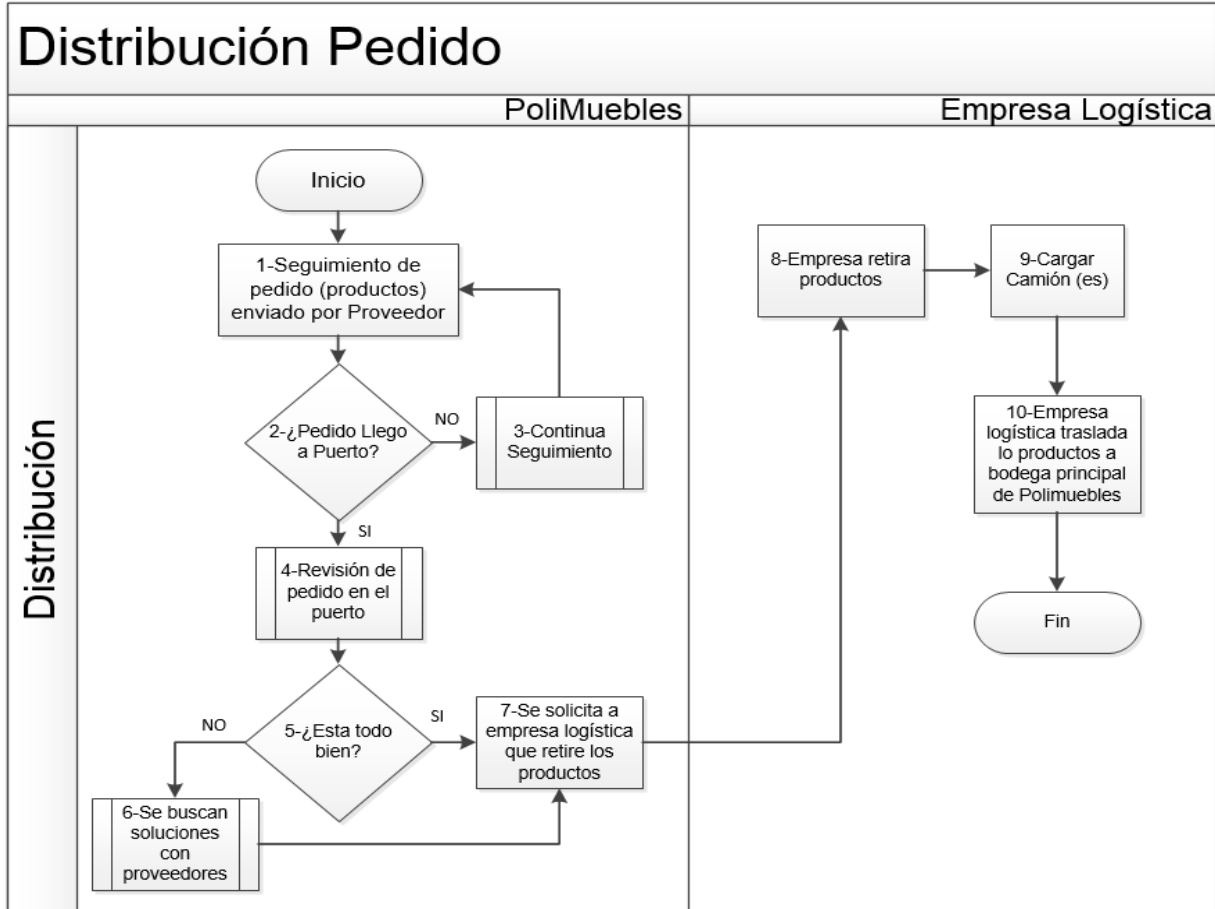 Distribución Pedido
PoliMuebles
Empresa Logística
Distribución
Inicio
1-Seguimiento de
pedido (productos)
enviado por Proveedor
2-¿Pedido Llego
a Puerto?
NO
3-Continua
Seguimiento
SI
4-Revisión de
pedido en el
puerto
5-¿Esta todo
bien?
NO
SI
6-Se buscan
soluciones
con
proveedores
7-Se solicita a
empresa logística
que retire los
productos
8-Empresa retira
productos
9-Cargar
Camión (es)
10-Empresa
logística traslada
lo productos a
bodega principal
de Polimuebles
Fin